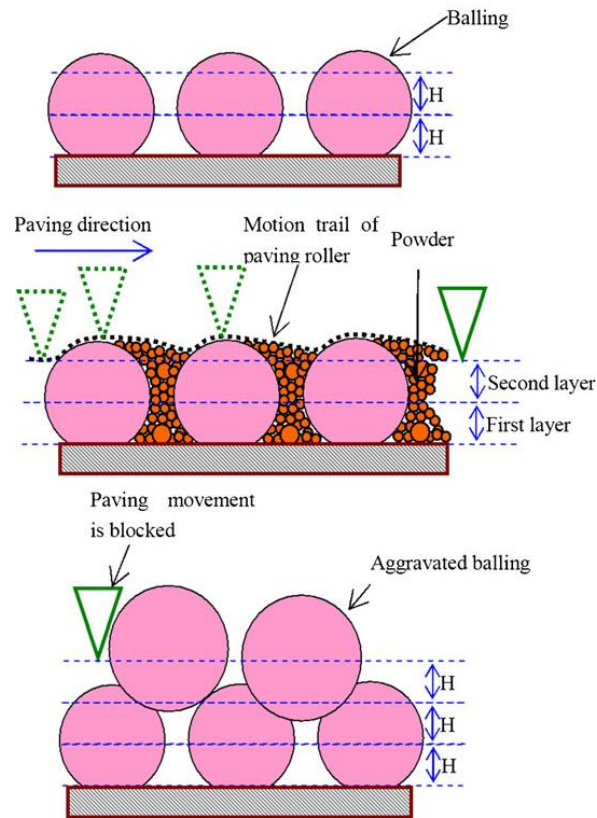 Balling
H
H
Paving direction
Motion trail of
paving roller
Powder
Second layer
First layer
Paving movement
is blocked
Aggravated balling
H
H
H